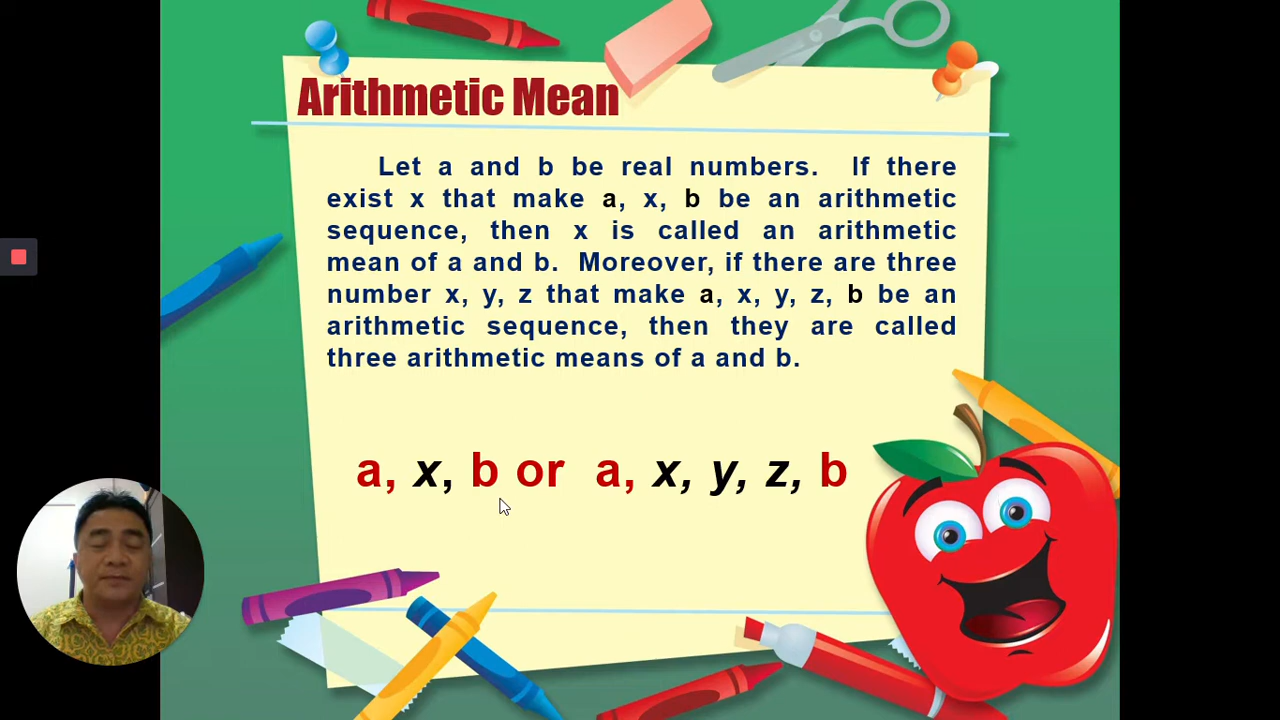 Arithmetic Mean
Let a and b be real numbers. If there
exist x that make a, x, b be an arithmetic
sequence, then x is called an arithmetic
mean of a and b. Moreover, if there are three
number x, y, z that make a, x, y, z, b be an
arithmetic sequence, then they are called
three arithmetic means of a and b.
a, x, b or a, x, y, z, b